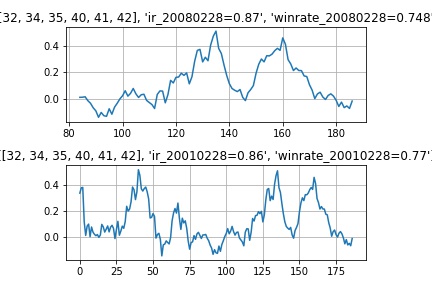 [32, 34, 35, 40, 41, 42], 'ir_20080228=0.87', 'winrate_20080228=0.748'
0.4
0.2
0.0
80 100 120 140 160 180
[[32, 34, 35, 40, 41, 42], 'ir_20010228=0.86', 'winrate_20010228=0.77']
0.4
0.2
0.0
0 25 50 75 100 125 150 175